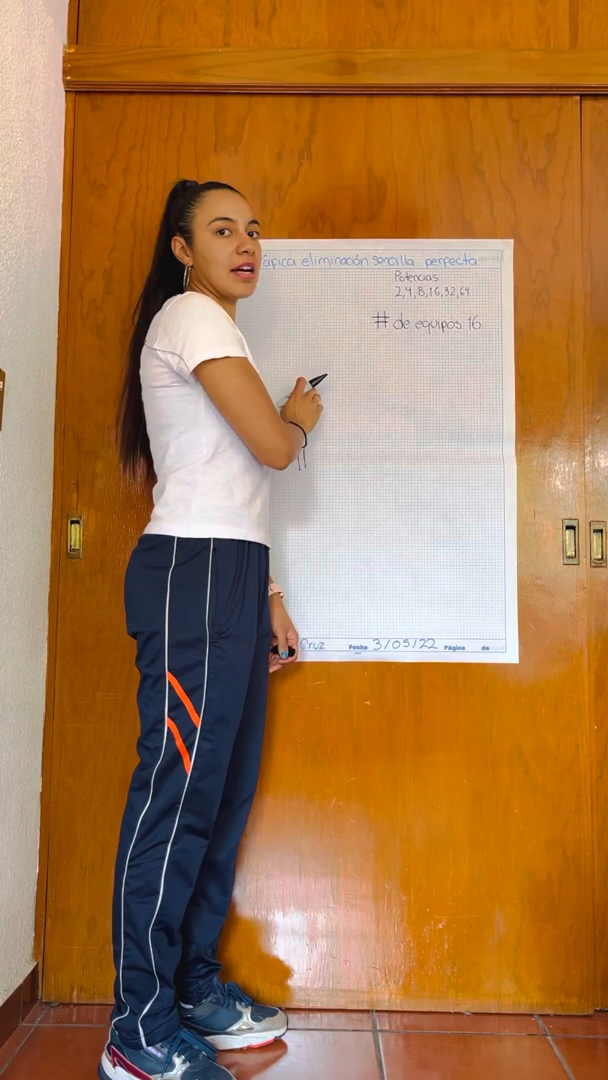 áfica eliminación sencilla perfecta
Potencias
2,4,8,16,32,64
# de equipos 16
Cruz Fecha 3/05/22 Página de